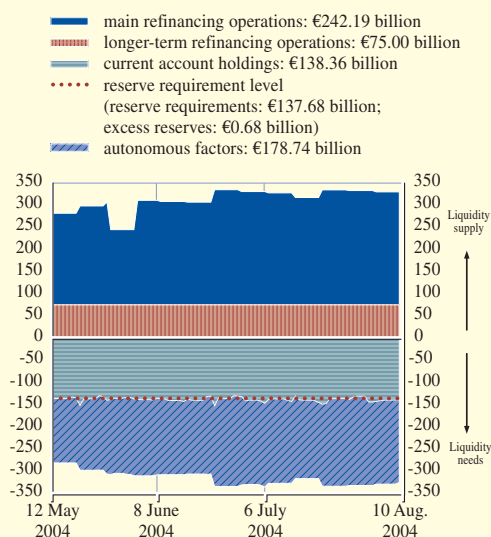 main refinancing operations: €242.19 billion
longer-term refinancing operations: €75.00 billion
current account holdings: €138.36 billion
reserve requirement level
(reserve requirements: €137.68 billion;
excess reserves: €0.68 billion)
autonomous factors: €178.74 billion
350 350
300 300
250 250
200 200
150 150
100 100
50 50
0 0
-50 -50
-100 -100
-150 -150
-200 -200
-250 -250
-300 -300
-350 -350
Liquidity
supply
Liquidity
needs
12 May 8 June 6 July 10 Aug.
2004 2004 2004 2004